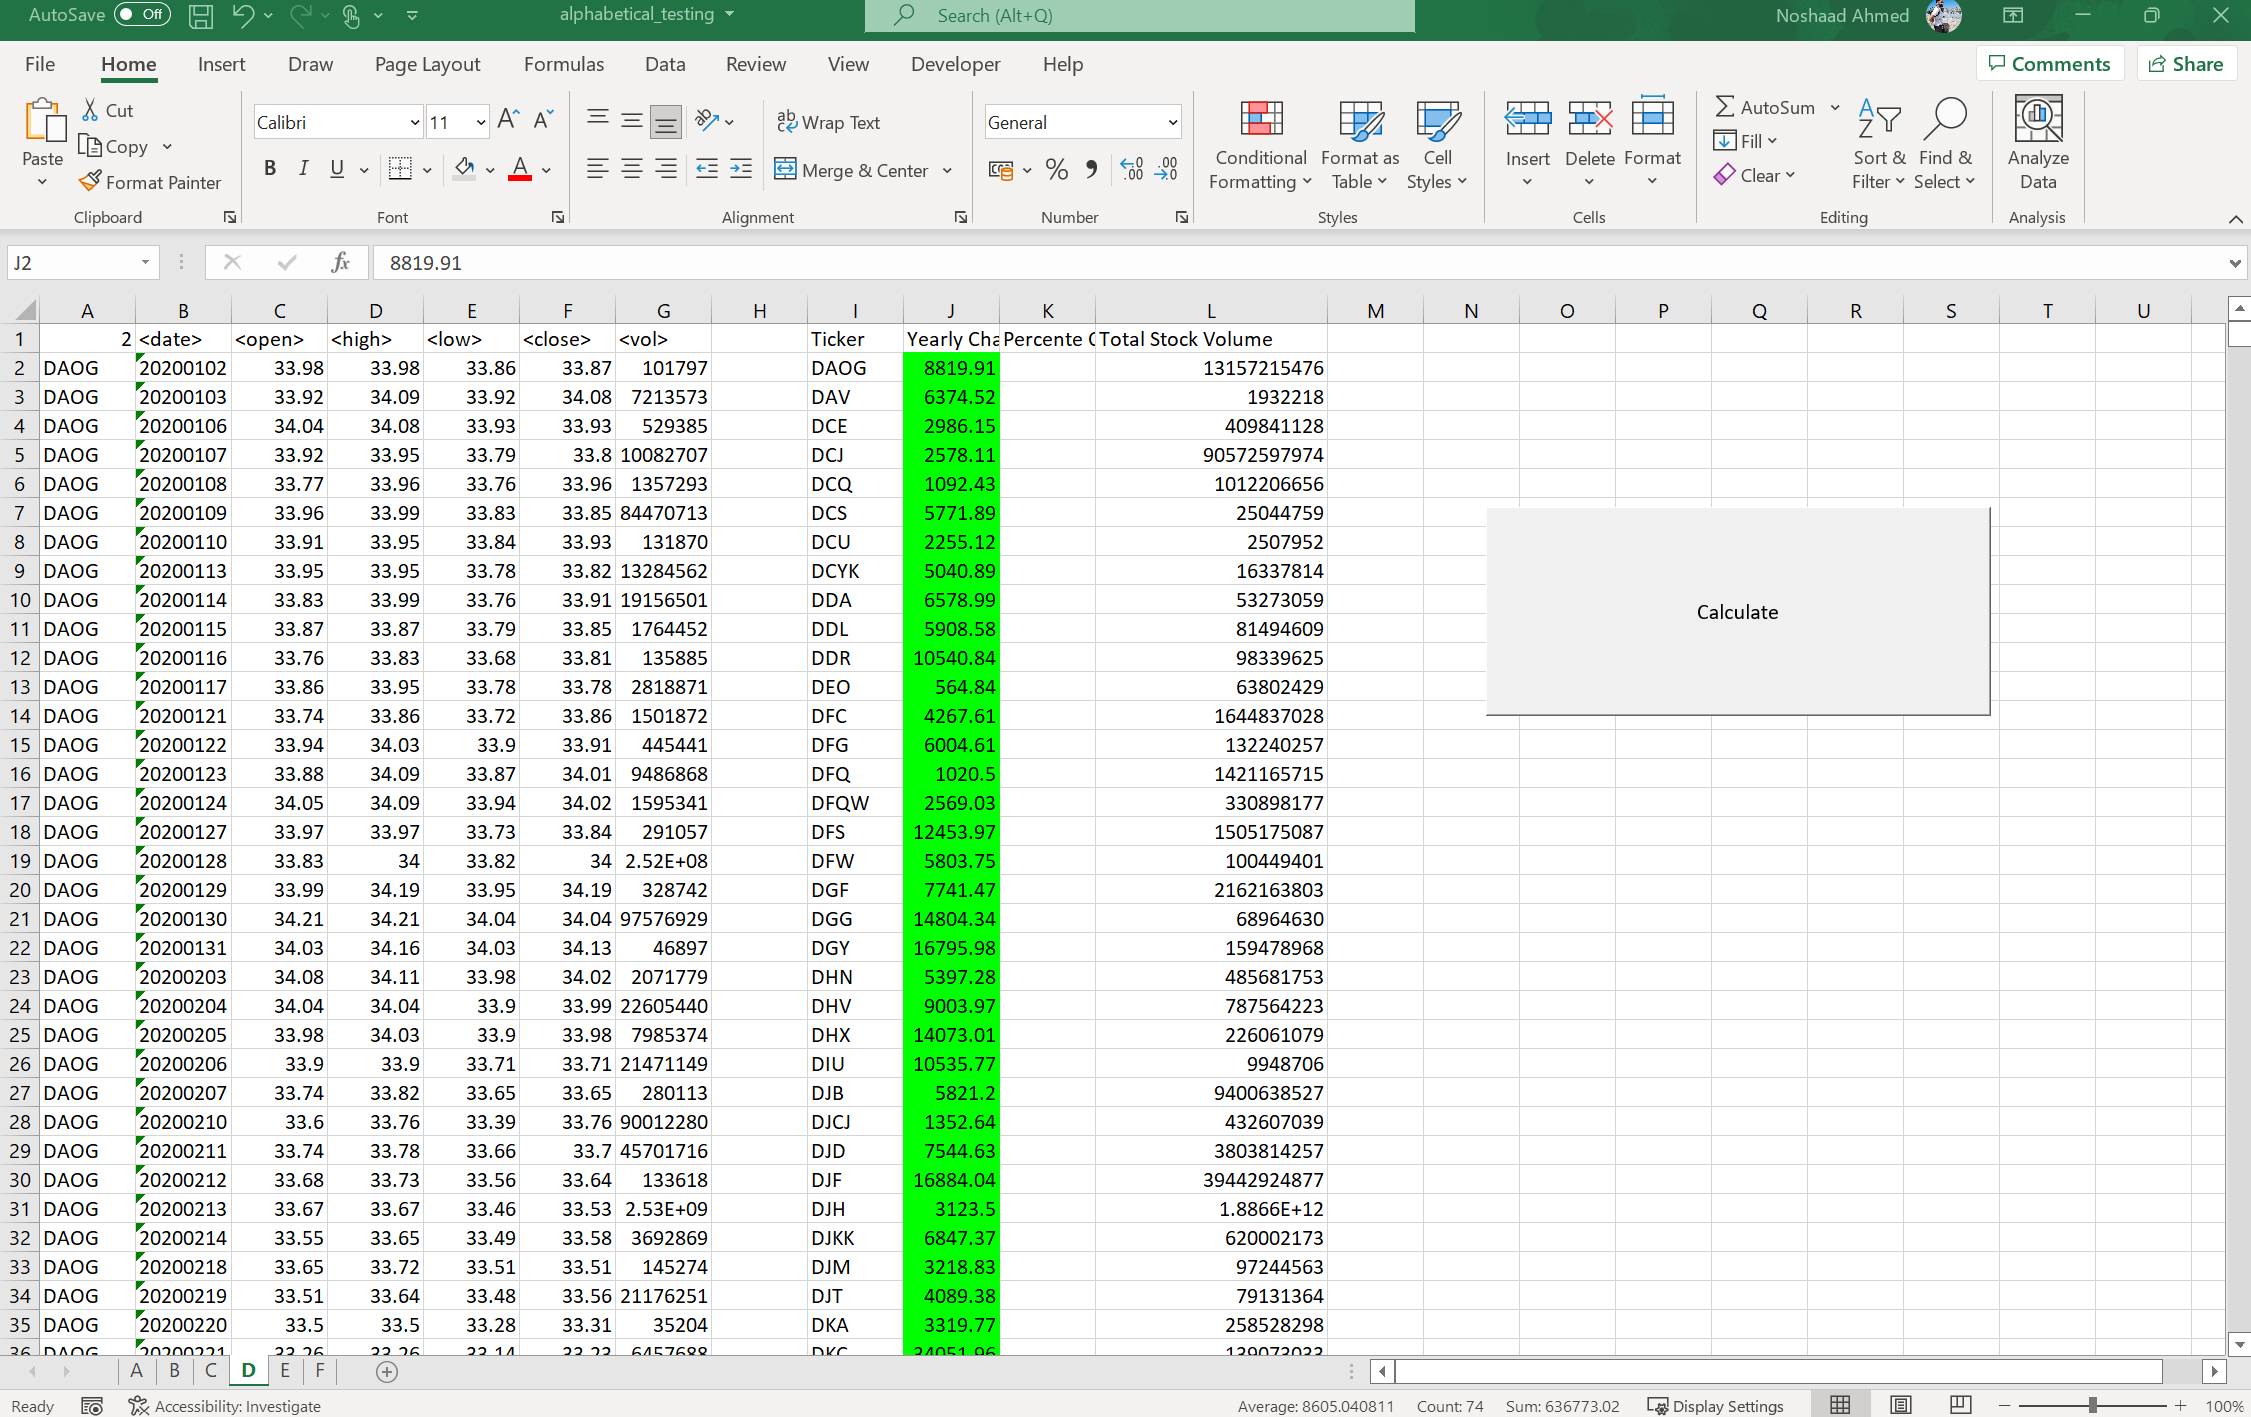 AutoSave Off alphabetical_testing Search (Alt+Q) Noshaad Ahmed
File Home Insert Draw Page Layout Formulas Data Review View Developer Help Comments Share
Paste Cut Copy Format Painter Clipboard
Calibri 11 B I U A Font
ab Wrap Text Merge & Center Alignment
General % Number
Conditional Formatting Format as Table Cell Styles Styles
Insert Delete Format Cells
AutoSum Fill Clear Sort & Filter Find & Select Editing
Analyze Data Analysis
J2 fx 8819.91
A B C D E F G H I J K L M N O P Q R S T U
1 2 <date> <open> <high> <low> <close> <vol> Ticker Yearly Cha Percente Total Stock Volume
2 DAOG 20200102 33.98 33.98 33.86 33.87 101797 DAOG 8819.91 13157215476
3 DAOG 20200103 33.92 34.09 33.92 34.08 7213573 DAV 6374.52 1932218
4 DAOG 20200106 34.04 34.08 33.93 33.93 529385 DCE 2986.15 409841128
5 DAOG 20200107 33.92 33.95 33.79 33.8 10082707 DCJ 2578.11 90572597974
6 DAOG 20200108 33.77 33.96 33.76 33.96 1357293 DCQ 1092.43 1012206656
7 DAOG 20200109 33.96 33.99 33.83 33.85 84470713 DCS 5771.89 25044759
8 DAOG 20200110 33.91 33.95 33.84 33.93 131870 DCU 2255.12 2507952
9 DAOG 20200113 33.95 33.95 33.78 33.82 13284562 DCYK 5040.89 16337814
10 DAOG 20200114 33.83 33.99 33.76 33.91 19156501 DDA 6578.99 53273059
11 DAOG 20200115 33.87 33.87 33.79 33.85 1764452 DDL 5908.58 81494609
Calculate
12 DAOG 20200116 33.76 33.83 33.68 33.81 135885 DDR 10540.84 98339625
13 DAOG 20200117 33.86 33.95 33.78 33.78 2818871 DEO 564.84 63802429
14 DAOG 20200121 33.74 33.86 33.72 33.86 1501872 DFC 4267.61 1644837028
15 DAOG 20200122 33.94 34.03 33.9 33.91 445441 DFG 6004.61 132240257
16 DAOG 20200123 33.88 34.09 33.87 34.01 9486868 DFQ 1020.5 1421165715
17 DAOG 20200124 34.05 34.09 33.94 34.02 1595341 DFQW 2569.03 330898177
18 DAOG 20200127 33.97 33.97 33.73 33.84 291057 DFS 12453.97 1505175087
19 DAOG 20200128 33.83 34 33.82 34 2.52E+08 DFW 5803.75 100449401
20 DAOG 20200129 33.99 34.19 33.95 34.19 328742 DGF 7741.47 2162163803
21 DAOG 20200130 34.21 34.21 34.04 34.04 97576929 DGG 14804.34 68964630
22 DAOG 20200131 34.03 34.16 34.03 34.13 46897 DGY 16795.98 159478968
23 DAOG 20200203 34.08 34.11 33.98 34.02 2071779 DHN 5397.28 485681753
24 DAOG 20200204 34.04 34.04 33.9 33.99 22605440 DHV 9003.97 787564223
25 DAOG 20200205 33.98 34.03 33.9 33.98 7985374 DHX 14073.01 226061079
26 DAOG 20200206 33.9 33.9 33.71 33.71 21471149 DIU 10535.77 9948706
27 DAOG 20200207 33.74 33.82 33.65 33.65 280113 DJB 5821.2 9400638527
28 DAOG 20200210 33.6 33.76 33.39 33.76 90012280 DJCJ 1352.64 432607039
29 DAOG 20200211 33.74 33.78 33.66 33.7 45701716 DJD 7544.63 3803814257
30 DAOG 20200212 33.68 33.73 33.56 33.64 133618 DJF 16884.04 39442924877
31 DAOG 20200213 33.67 33.67 33.46 33.53 2.53E+09 DJH 3123.5 1.8866E+12
32 DAOG 20200214 33.55 33.65 33.49 33.58 3692869 DJKK 6847.37 620002173
33 DAOG 20200218 33.65 33.72 33.51 33.51 145274 DJM 3218.83 97244563
34 DAOG 20200219 33.51 33.64 33.48 33.56 21176251 DJT 4089.38 79131364
35 DAOG 20200220 33.5 33.5 33.28 33.31 35204 DKA 3319.77 258528298
36 DAOG 20200221 33.26 33.26 33.14 33.23 6457688
A B C D E F
Ready Accessibility: Investigate Average: 8605.040811 Count: 74 Sum: 636773.02 Display Settings 100%